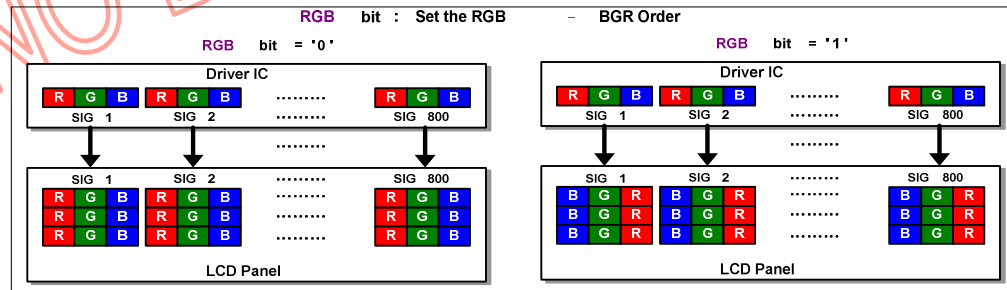 RGB bit : Set the RGB – BGR Order
RGB bit = '0'
Driver IC
R G B R G B ......... R G B
SIG 1 SIG 2 ......... SIG 800
.........
SIG 1 SIG 2 ......... SIG 800
R G B R G B ......... R G B
R G B R G B ......... R G B
R G B R G B ......... R G B
LCD Panel
RGB bit = '1'
Driver IC
R G B R G B ......... R G B
SIG 1 SIG 2 ......... SIG 800
.........
SIG 1 SIG 2 ......... SIG 800
B G R B G R ......... B G R
B G R B G R ......... B G R
B G R B G R ......... B G R
LCD Panel